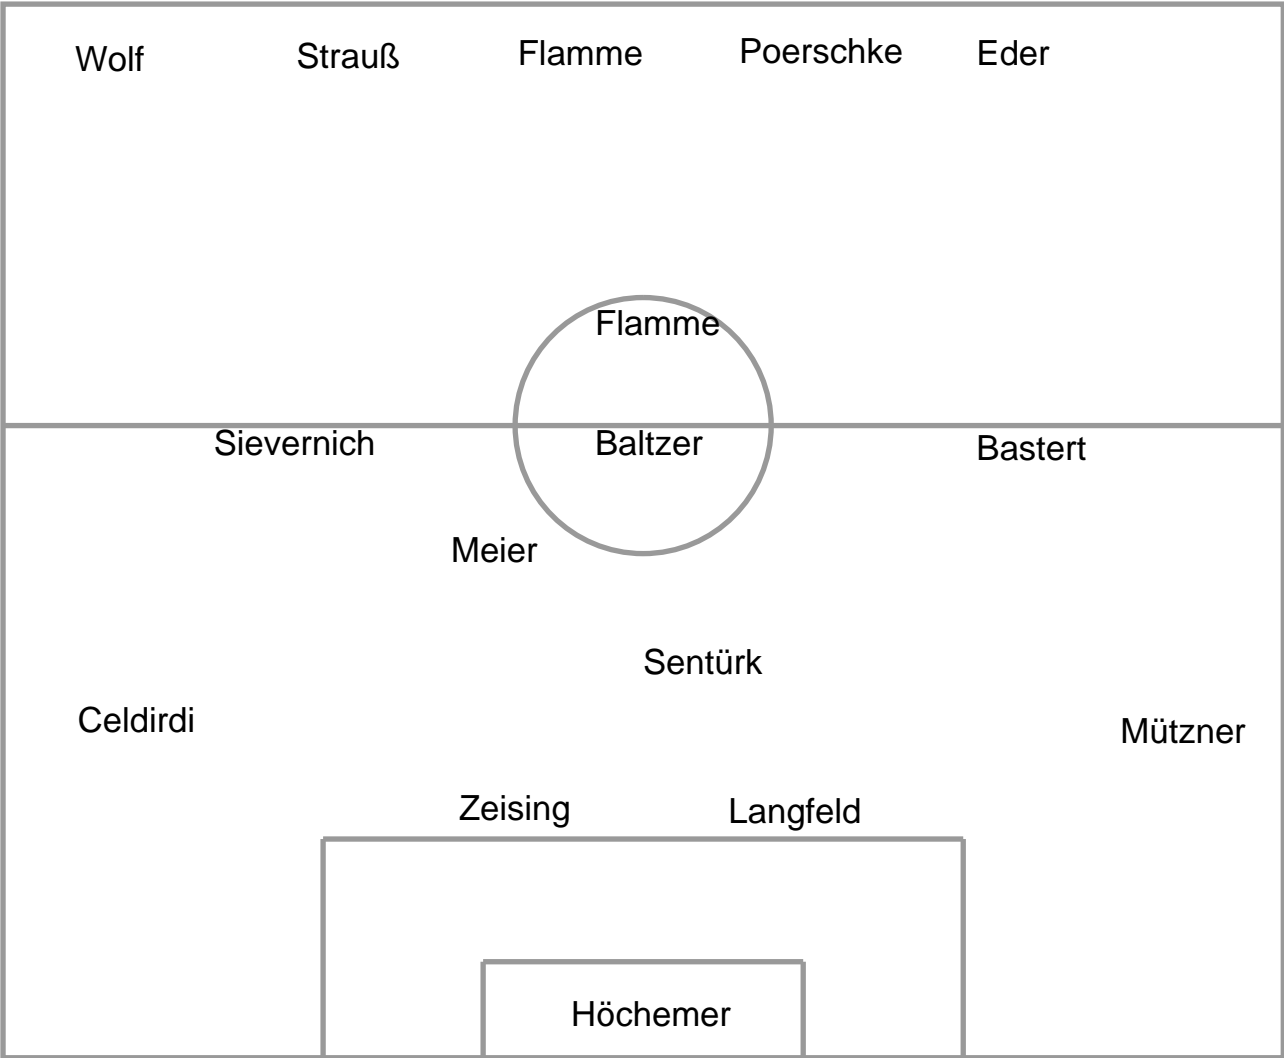 Wolf Strauß Flamme Poerschke Eder
Flamme
Sievernich Baltzer Bastert
Meier
Sentürk
Celdirdi Mützner
Zeising Langfeld
Höchemer